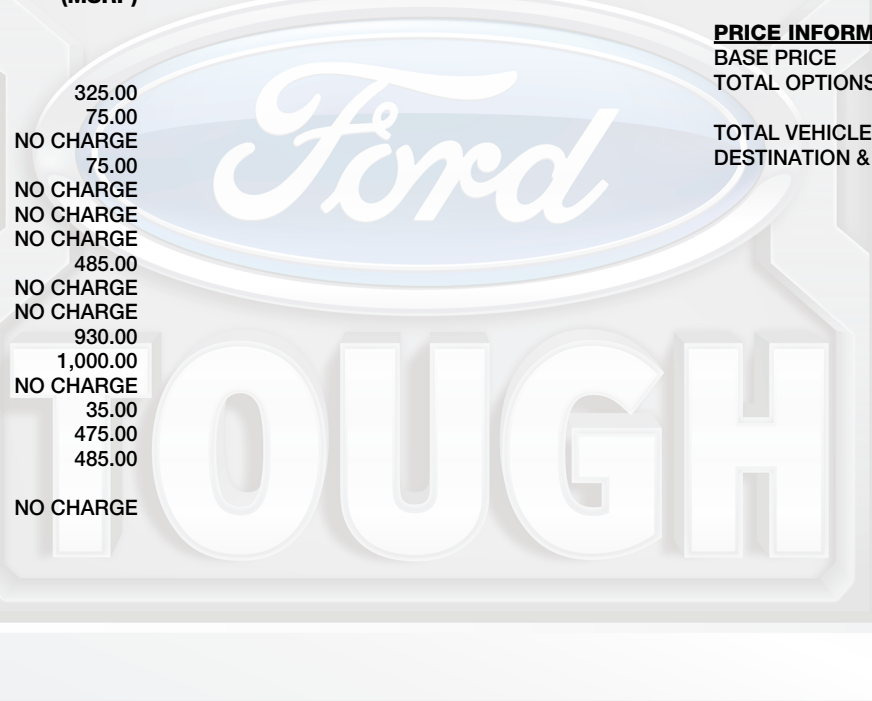 (MSRP)
325.00
75.00
NO CHARGE
75.00
NO CHARGE
NO CHARGE
NO CHARGE
485.00
NO CHARGE
NO CHARGE
930.00
1,000.00
NO CHARGE
35.00
475.00
485.00
NO CHARGE
PRICE INFORM
BASE PRICE
TOTAL OPTIONS
TOTAL VEHICLE
DESTINATION &
Ford
TOUGH